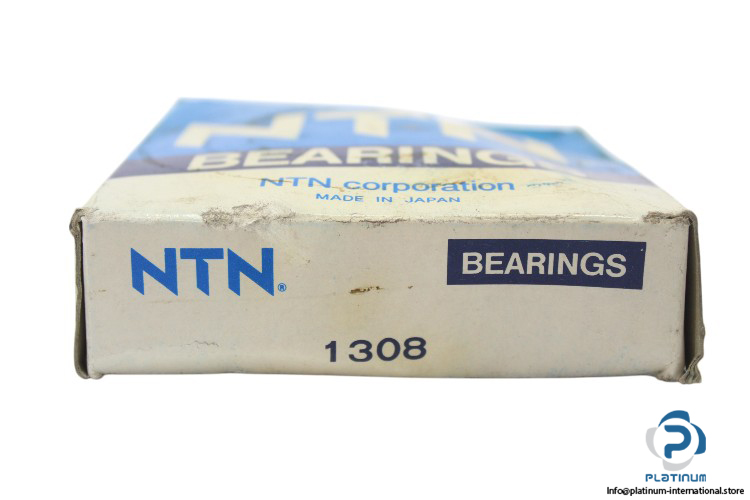 NTN
BEARINGS
NTN corporation
MADE IN JAPAN
NTN®
BEARINGS
1308
PLATINUM
Info@platinum-international.store